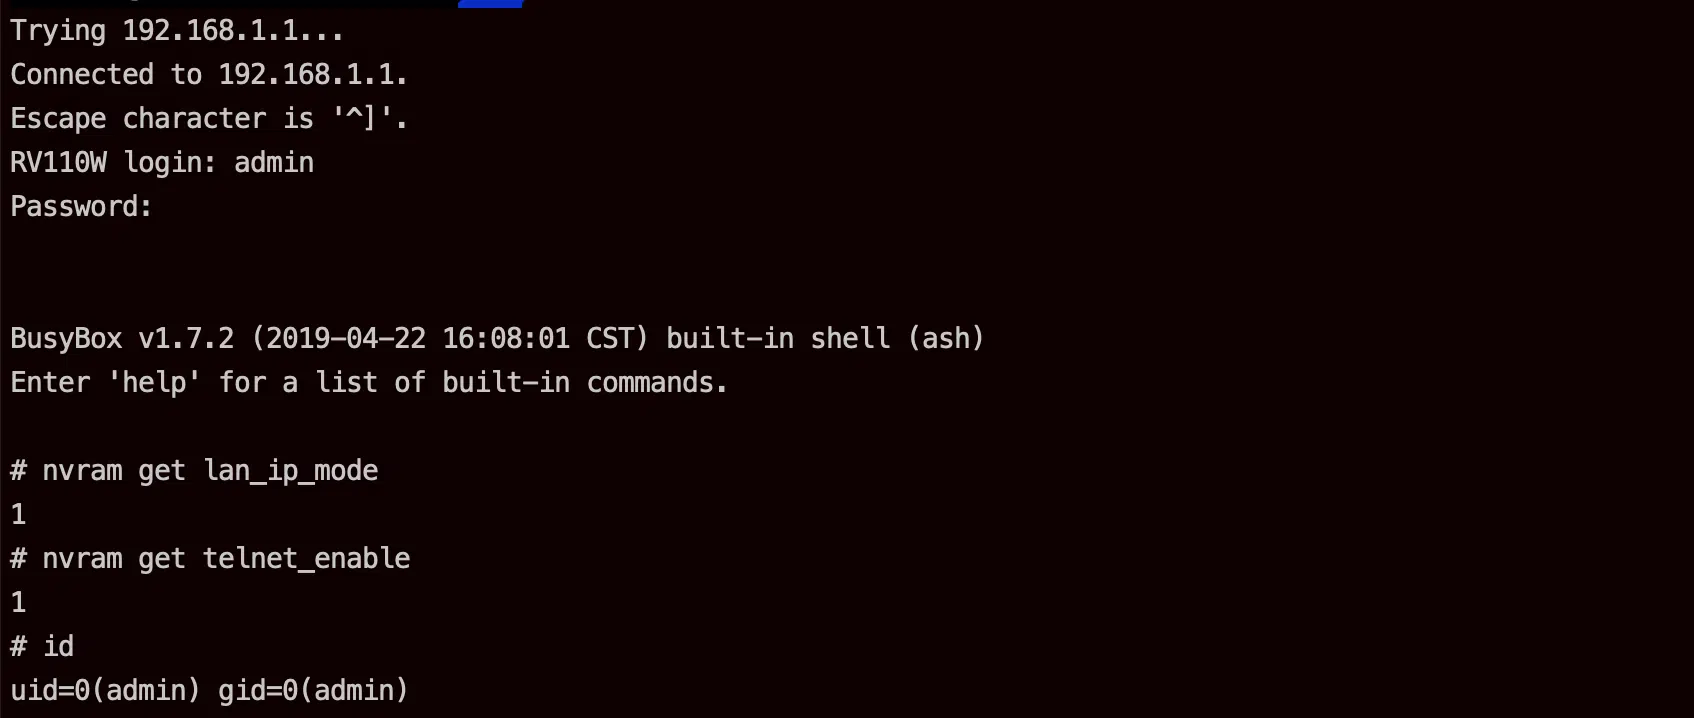 Trying 192.168.1.1...
Connected to 192.168.1.1.
Escape character is '^]'.
RV110W login: admin
Password:
BusyBox v1.7.2 (2019-04-22 16:08:01 CST) built-in shell (ash)
Enter 'help' for a list of built-in commands.
# nvram get lan_ip_mode
1
# nvram get telnet_enable
1
# id
uid=0(admin) gid=0(admin)